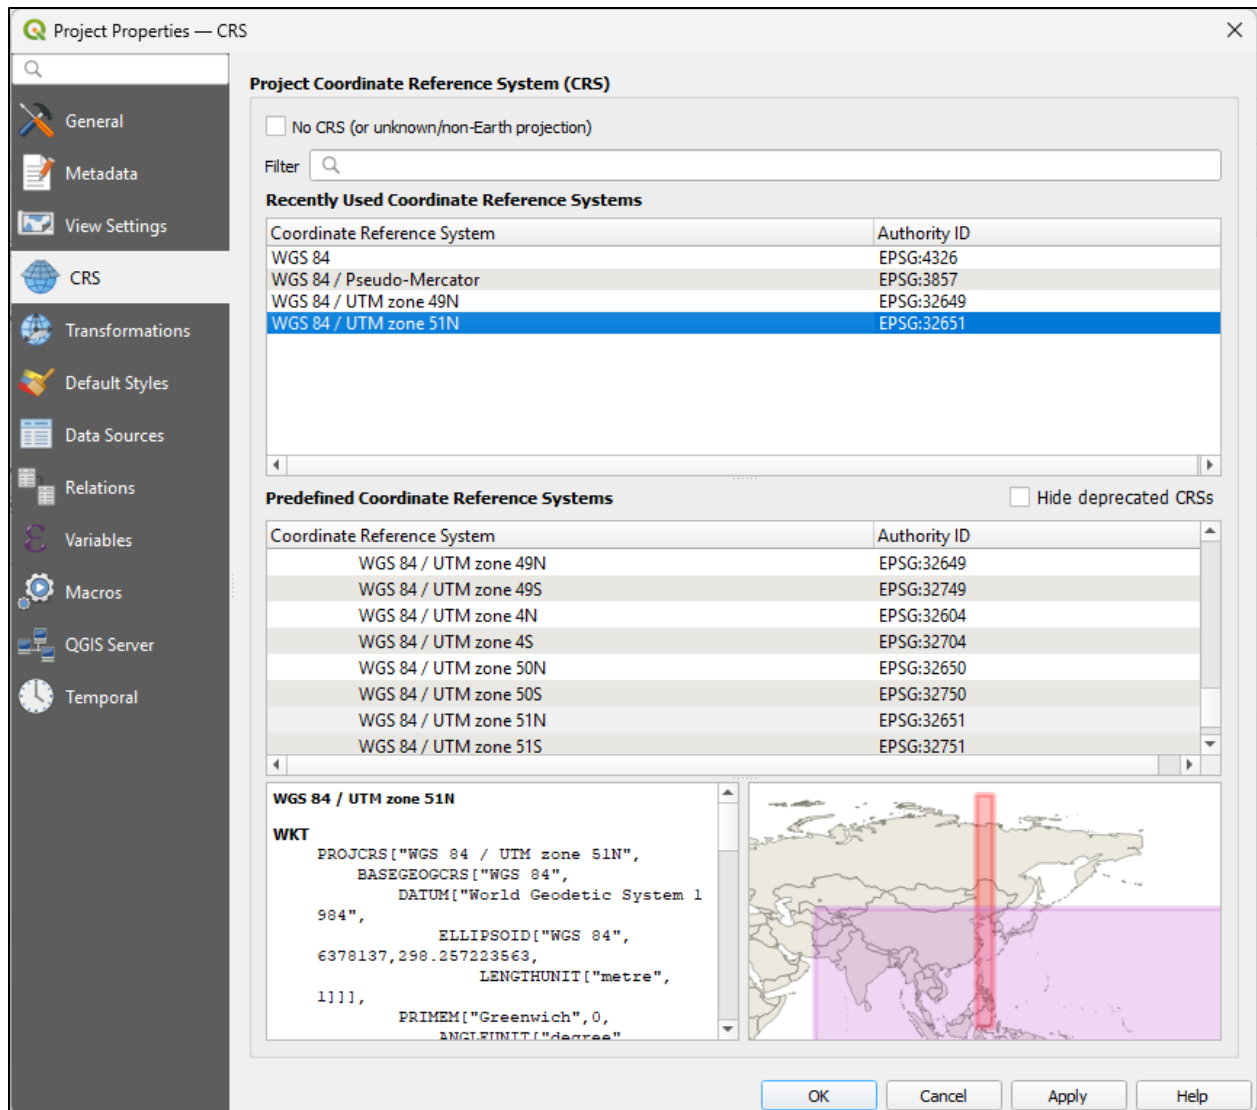 Project Properties — CRS
General
Metadata
View Settings
CRS
Transformations
Default Styles
Data Sources
Relations
Variables
Macros
QGIS Server
Temporal
Project Coordinate Reference System (CRS)
No CRS (or unknown/non-Earth projection)
Filter
Recently Used Coordinate Reference Systems
Coordinate Reference System Authority ID
WGS 84 EPSG:4326
WGS 84 / Pseudo-Mercator EPSG:3857
WGS 84 / UTM zone 49N EPSG:32649
WGS 84 / UTM zone 51N EPSG:32651
Predefined Coordinate Reference Systems Hide deprecated CRSs
Coordinate Reference System Authority ID
WGS 84 / UTM zone 49N EPSG:32649
WGS 84 / UTM zone 49S EPSG:32749
WGS 84 / UTM zone 4N EPSG:32604
WGS 84 / UTM zone 4S EPSG:32704
WGS 84 / UTM zone 50N EPSG:32650
WGS 84 / UTM zone 50S EPSG:32750
WGS 84 / UTM zone 51N EPSG:32651
WGS 84 / UTM zone 51S EPSG:32751
WGS 84 / UTM zone 51N
WKT
PROJCRS["WGS 84 / UTM zone 51N",
BASEGEOGCRS["WGS 84",
DATUM["World Geodetic System 1
984",
ELLIPSOID["WGS 84",
6378137,298.257223563,
LENGTHUNIT["metre",
1]]],
PRIMEM["Greenwich",0,
ANGLEUNIT["degree"
OK Cancel Apply Help